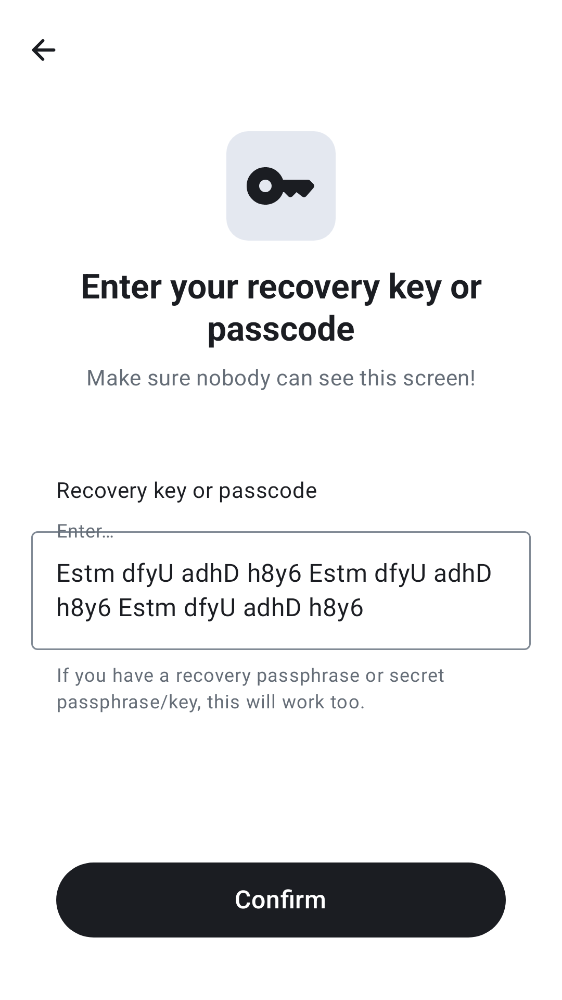 Enter your recovery key or
passcode
Make sure nobody can see this screen!
Recovery key or passcode
Enter...
Estm dfyU adhD h8y6 Estm dfyU adhD
h8y6 Estm dfyU adhD h8y6
If you have a recovery passphrase or secret
passphrase/key, this will work too.
Confirm